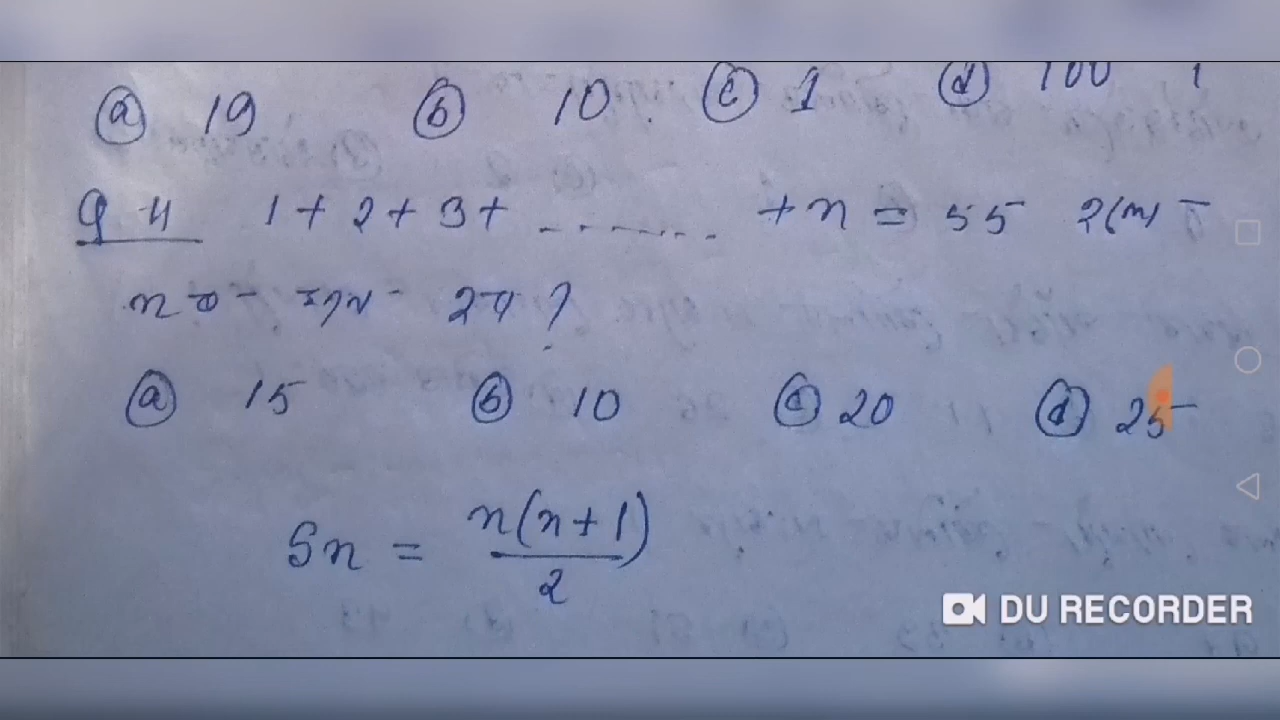 ⓐ 19 ⓑ 10 ⓒ 1 ⓓ 100
Q 4 1 + 2 + 3 + ........ + n = 55
n ?
ⓐ 15 ⓑ 10 ⓒ 20 ⓓ 25
Sn = n(n+1)/2
DU RECORDER